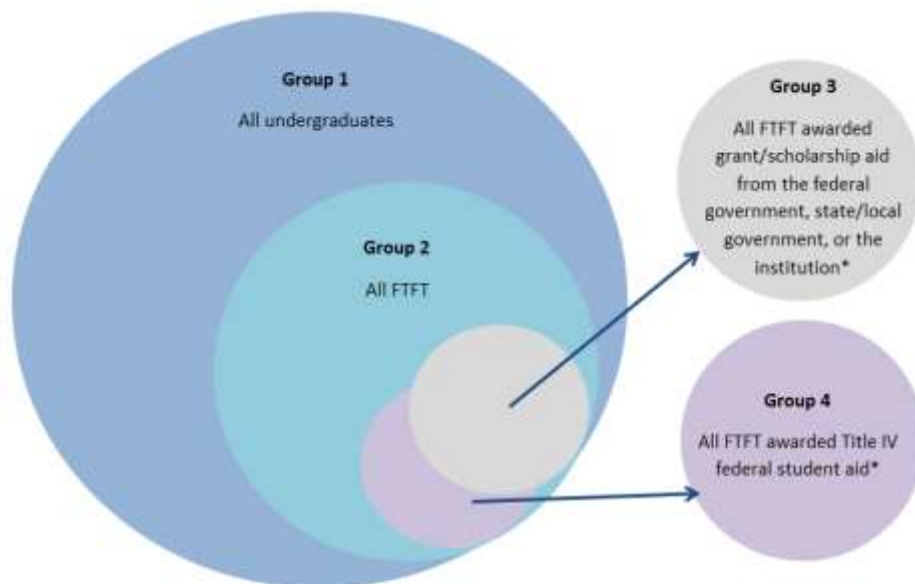 Group 1
All undergraduates
Group 2
All FTFT
Group 3
All FTFT awarded
grant/scholarship aid
from the federal
government, state/local
government, or the
institution*
Group 4
All FTFT awarded Title IV
federal student aid*